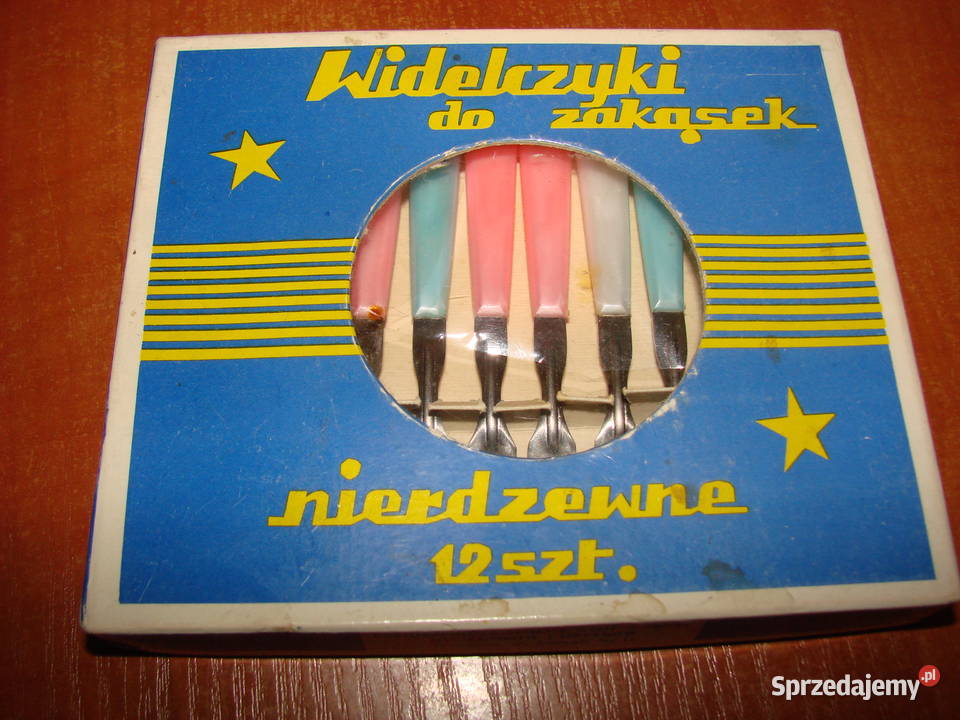 Widelczyki
do zakąsek
nierdzewne
12 szt.
Sprzedajemy.pl